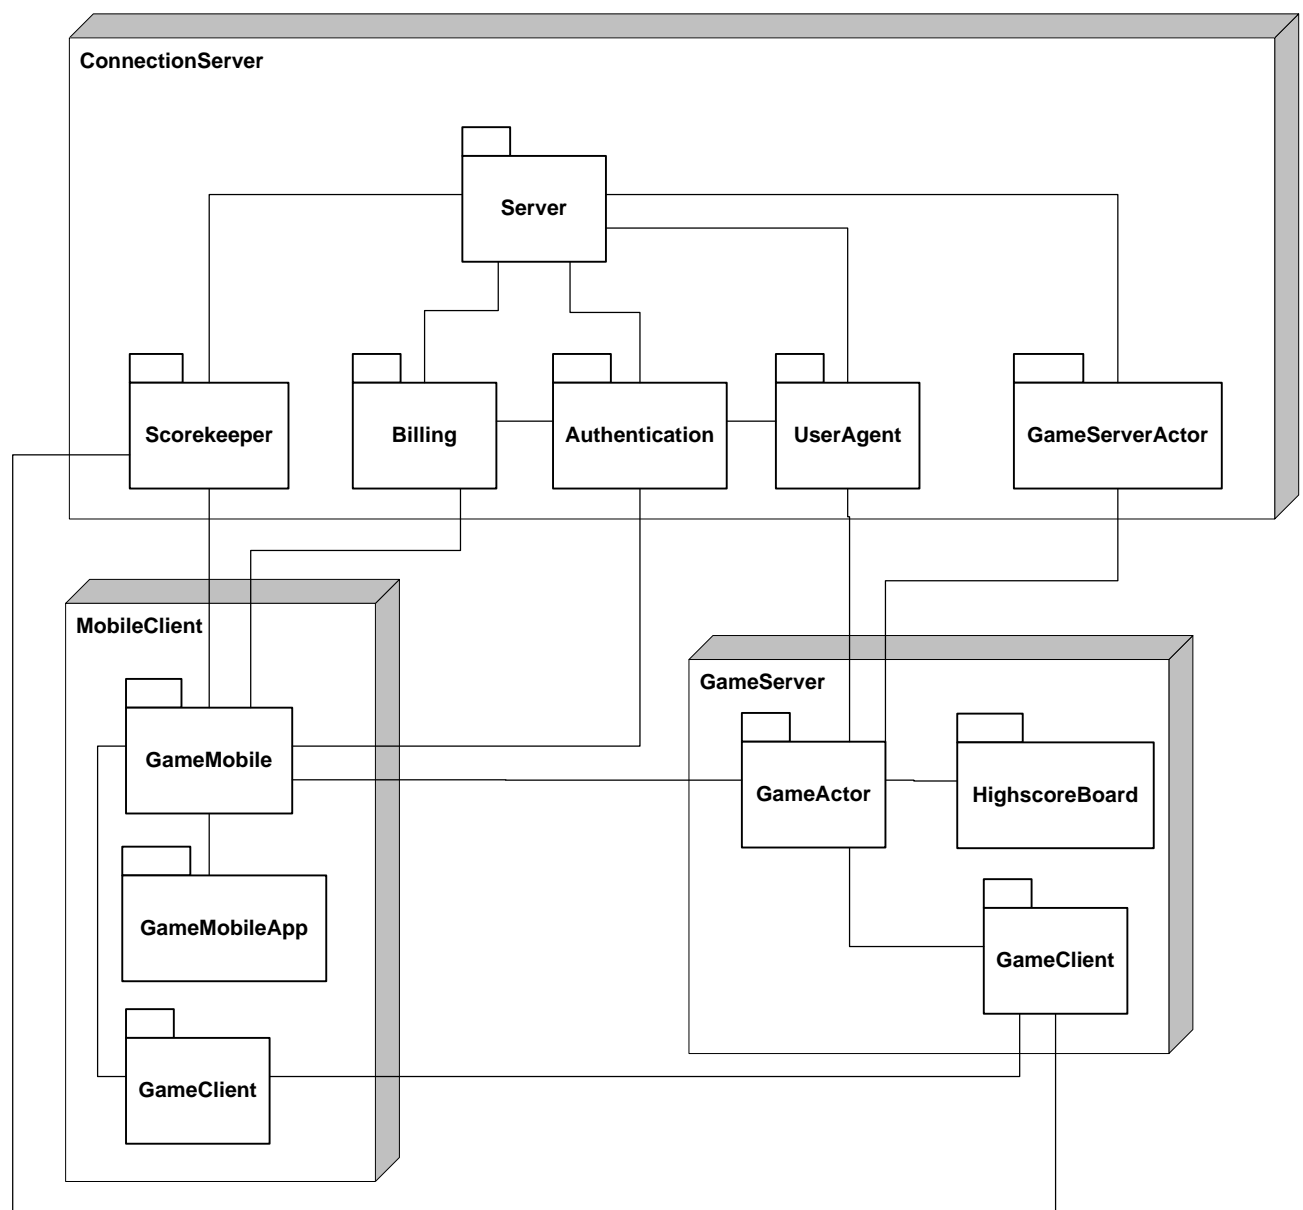 ConnectionServer
Server
Scorekeeper
Billing
Authentication
UserAgent
GameServerActor
MobileClient
GameMobile
GameMobileApp
GameClient
GameServer
GameActor
HighscoreBoard
GameClient